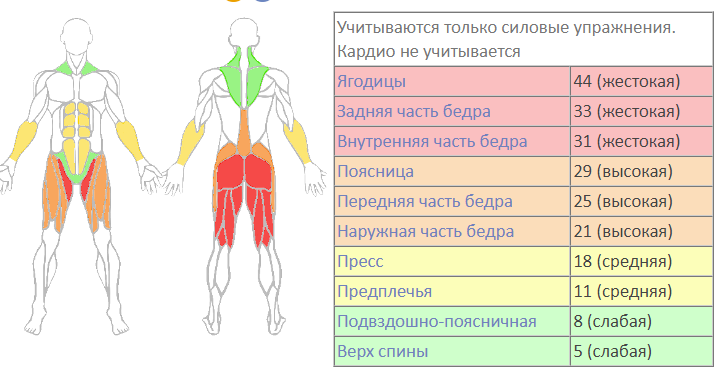 Учитываются только силовые упражнения.
Кардио не учитывается
Ягодицы 44 (жестокая)
Задняя часть бедра 33 (жестокая)
Внутренняя часть бедра 31 (жестокая)
Поясница 29 (высокая)
Передняя часть бедра 25 (высокая)
Наружная часть бедра 21 (высокая)
Пресс 18 (средняя)
Предплечья 11 (средняя)
Подвздошно-поясничная 8 (слабая)
Верх спины 5 (слабая)